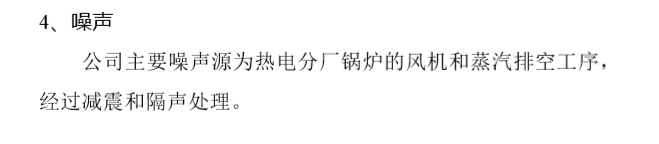 4、噪声
公司主要噪声源为热电分厂锅炉的风机和蒸汽排空工序，
经过减震和隔声处理。